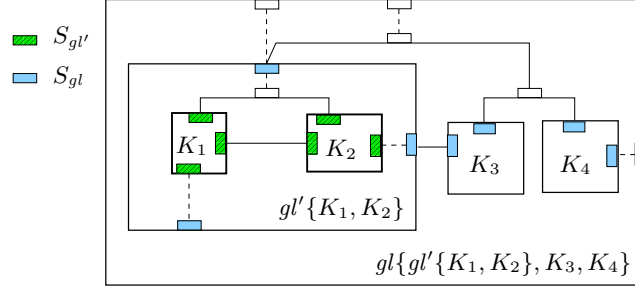 S_{gl'}
S_{gl}
K_1
K_2
K_3
K_4
gl'{K_1, K_2}
gl{gl'{K_1, K_2}, K_3, K_4}